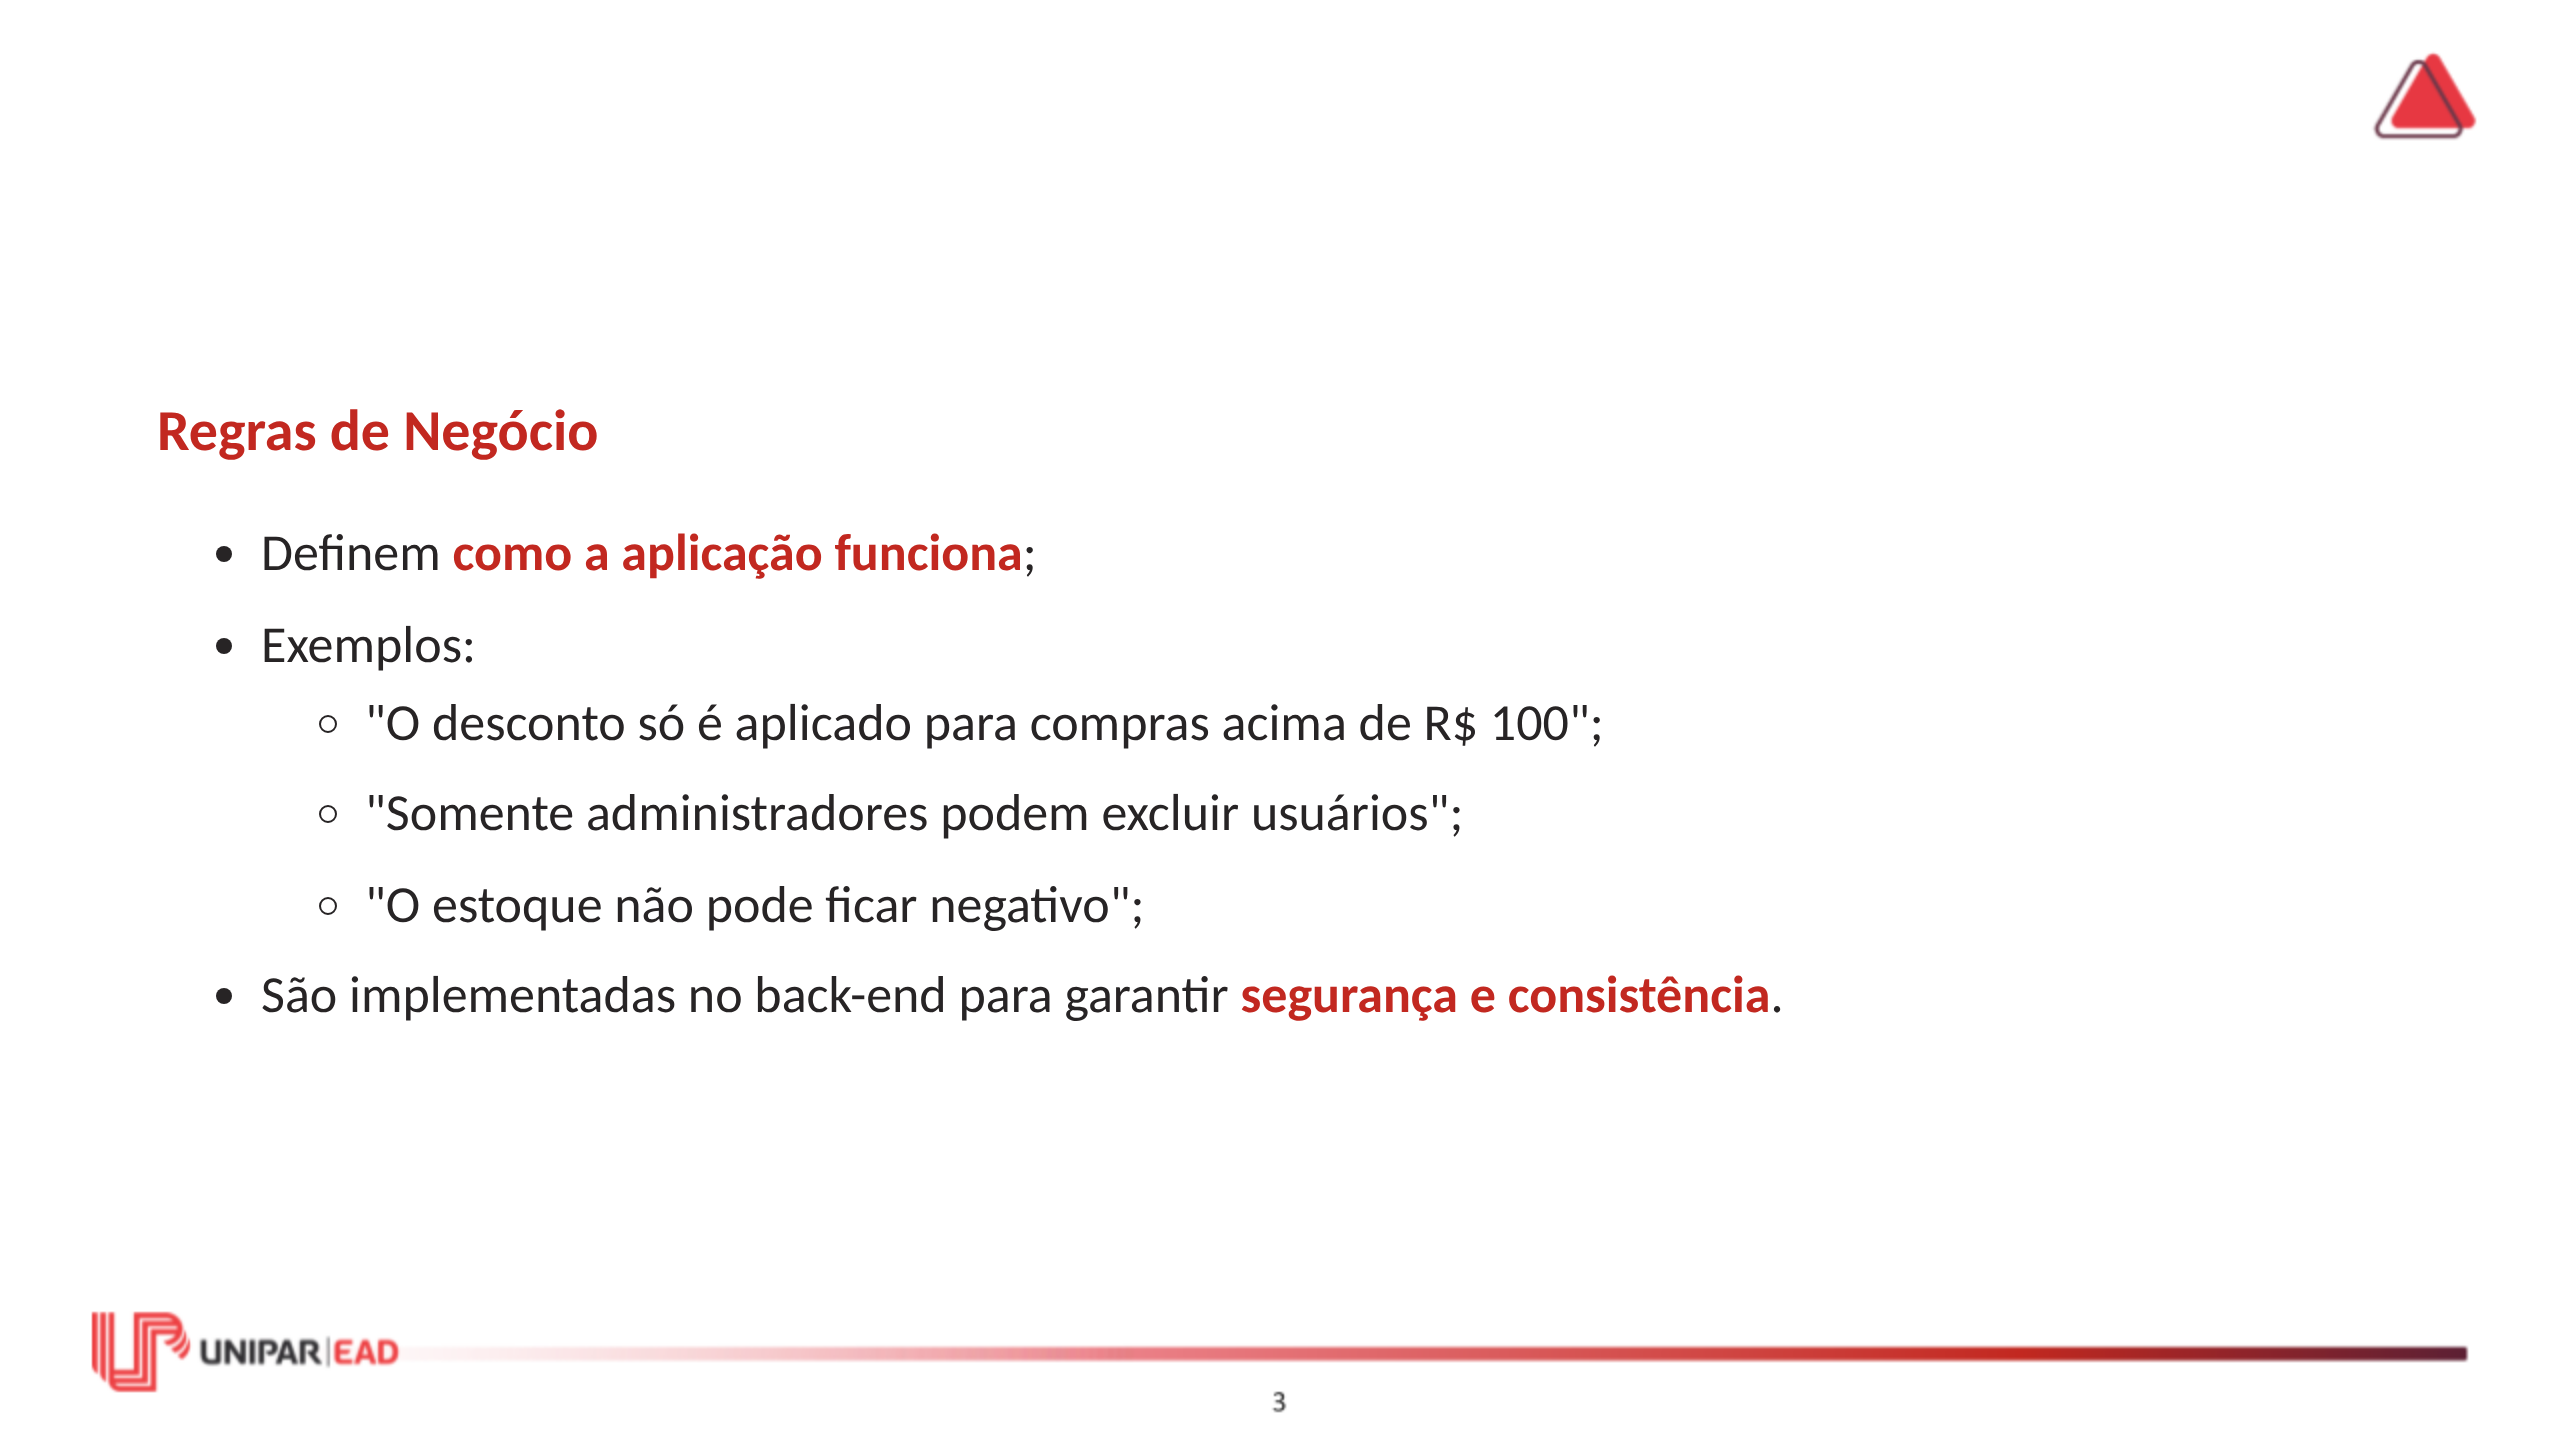 Regras de Negócio
• Definem como a aplicação funciona;
• Exemplos:
○ "O desconto só é aplicado para compras acima de R$ 100";
○ "Somente administradores podem excluir usuários";
○ "O estoque não pode ficar negativo";
• São implementadas no back-end para garantir segurança e consistência.
UNIPAR|EAD
3